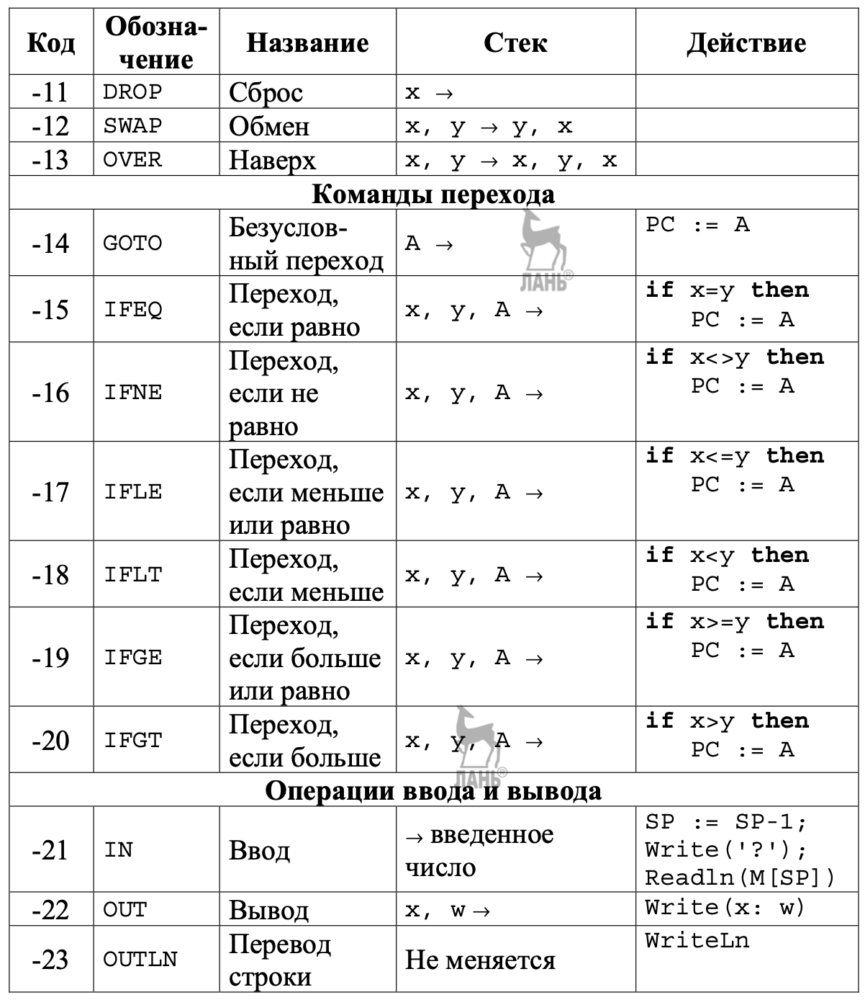 Код Обозна- Название Стек Действие
чение
-11 DROP Сброс x →
-12 SWAP Обмен x, y → y, x
-13 OVER Наверх x, y → x, y, x
Команды перехода
-14 GOTO Безуслов- A → PC := A
ный переход
-15 IFEQ Переход, x, y, A → if x=y then
если равно PC := A
-16 IFNE Переход, x, y, A → if x<>y then
если не PC := A
равно
-17 IFLE Переход, x, y, A → if x<=y then
если меньше PC := A
или равно
-18 IFLT Переход, x, y, A → if x<y then
если меньше PC := A
-19 IFGE Переход, x, y, A → if x>=y then
если больше PC := A
или равно
-20 IFGT Переход, x, y, A → if x>y then
если больше PC := A
Операции ввода и вывода
-21 IN Ввод → введенное SP := SP-1;
число Write('?');
Readln(M[SP])
-22 OUT Вывод x, w → Write(x: w)
-23 OUTLN Перевод Не меняется WriteLn
строки
ЛАНЬ®
ЛАНЬ®